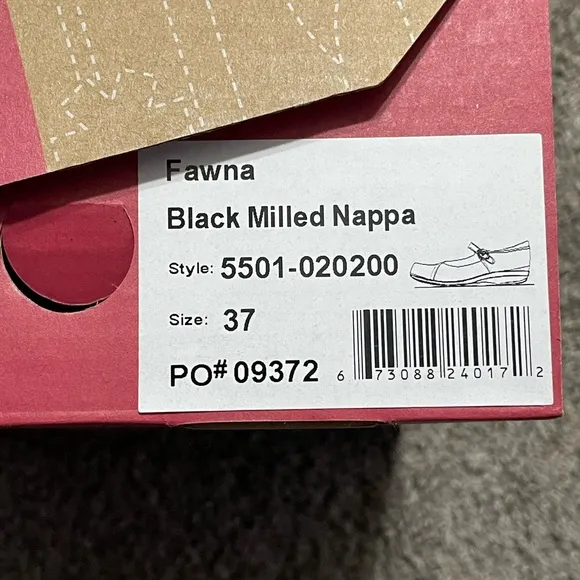 Fawna
Black Milled Nappa
Style: 5501-020200
Size: 37
PO# 09372
6 73088 24017 2